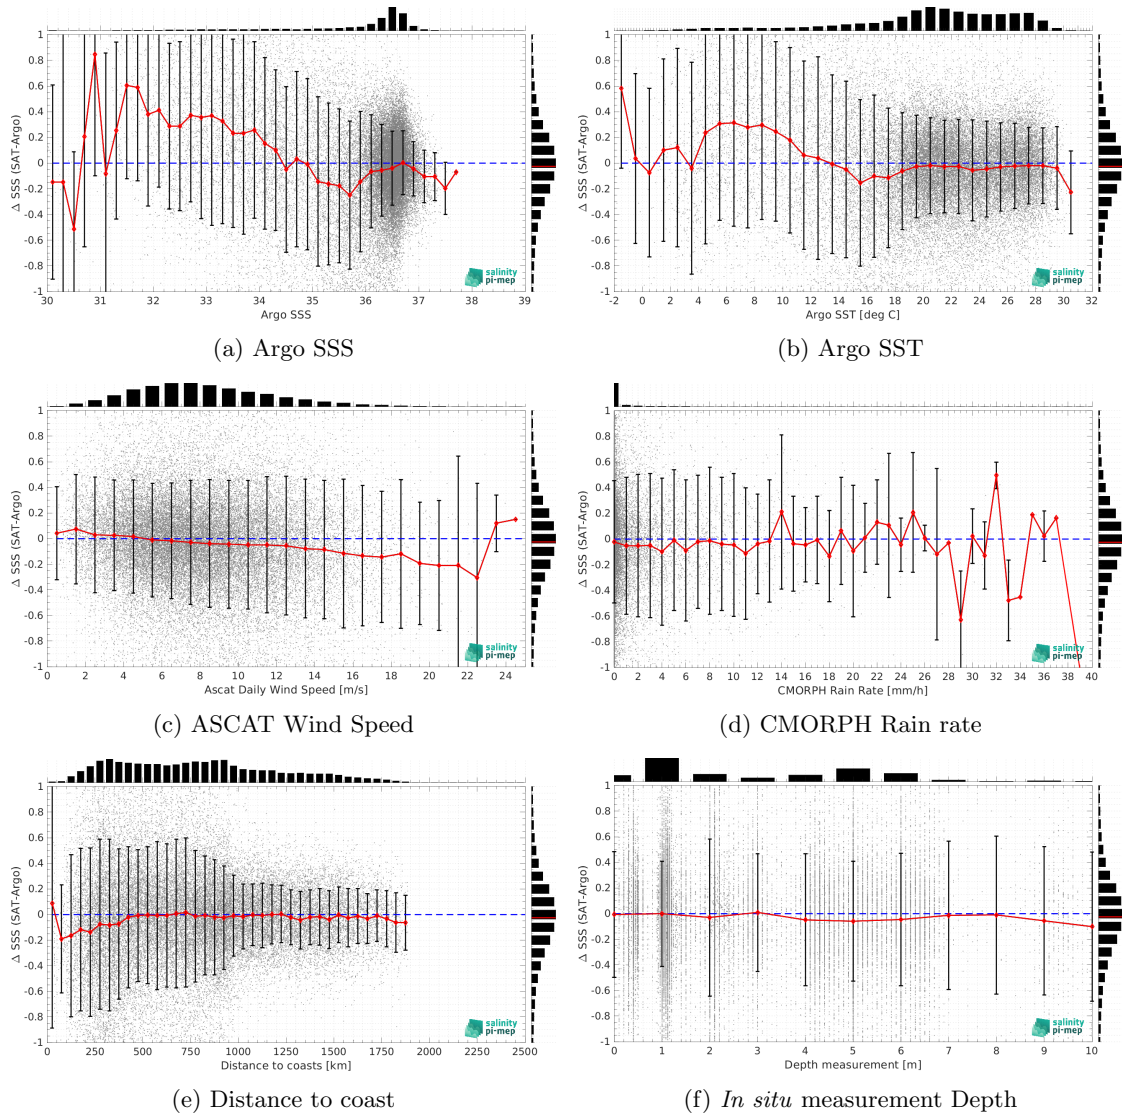 1
0.8
0.6
0.4
0.2
0
-0.2
-0.4
-0.6
-0.8
-1
Δ SSS (SAT-Argo)
salinity
pi-mep
30 31 32 33 34 35 36 37 38 39
Argo SSS
(a) Argo SSS
1
0.8
0.6
0.4
0.2
0
-0.2
-0.4
-0.6
-0.8
-1
Δ SSS (SAT-Argo)
salinity
pi-mep
-2 0 2 4 6 8 10 12 14 16 18 20 22 24 26 28 30 32
Argo SST [deg C]
(b) Argo SST
1
0.8
0.6
0.4
0.2
0
-0.2
-0.4
-0.6
-0.8
-1
Δ SSS (SAT-Argo)
salinity
pi-mep
0 2 4 6 8 10 12 14 16 18 20 22 24
Ascat Daily Wind Speed [m/s]
(c) ASCAT Wind Speed
1
0.8
0.6
0.4
0.2
0
-0.2
-0.4
-0.6
-0.8
-1
Δ SSS (SAT-Argo)
salinity
pi-mep
0 2 4 6 8 10 12 14 16 18 20 22 24 26 28 30 32 34 36 38 40
CMORPH Rain Rate [mm/h]
(d) CMORPH Rain rate
1
0.8
0.6
0.4
0.2
0
-0.2
-0.4
-0.6
-0.8
-1
Δ SSS (SAT-Argo)
salinity
pi-mep
0 250 500 750 1000 1250 1500 1750 2000 2250 2500
Distance to coasts [km]
(e) Distance to coast
1
0.8
0.6
0.4
0.2
0
-0.2
-0.4
-0.6
-0.8
-1
Δ SSS (SAT-Argo)
salinity
pi-mep
0 1 2 3 4 5 6 7 8 9 10
Depth measurement [m]
(f) In situ measurement Depth